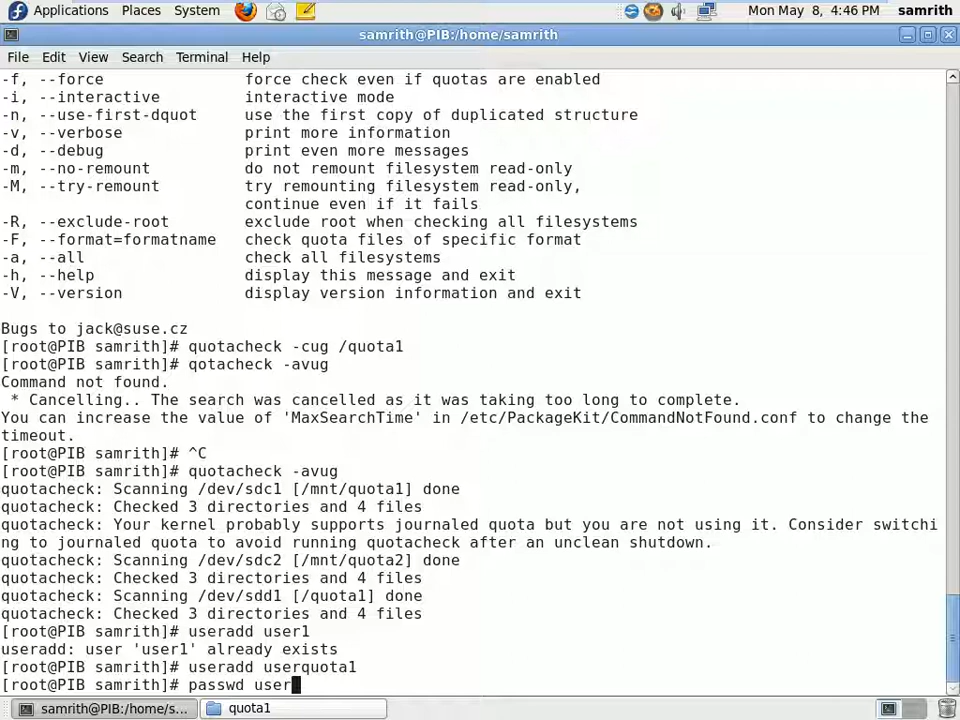 Applications Places System Mon May 8, 4:46 PM samrith
samrith@PIB:/home/samrith
File Edit View Search Terminal Help
-f, --force force check even if quotas are enabled
-i, --interactive interactive mode
-n, --use-first-dquot use the first copy of duplicated structure
-v, --verbose print more information
-d, --debug print even more messages
-m, --no-remount do not remount filesystem read-only
-M, --try-remount try remounting filesystem read-only,
continue even if it fails
-R, --exclude-root exclude root when checking all filesystems
-F, --format=formatname check quota files of specific format
-a, --all check all filesystems
-h, --help display this message and exit
-V, --version display version information and exit
Bugs to jack@suse.cz
[root@PIB samrith]# quotacheck -cug /quota1
[root@PIB samrith]# qotacheck -avug
Command not found.
* Cancelling.. The search was cancelled as it was taking too long to complete.
You can increase the value of 'MaxSearchTime' in /etc/PackageKit/CommandNotFound.conf to change the
timeout.
[root@PIB samrith]# ^C
[root@PIB samrith]# quotacheck -avug
quotacheck: Scanning /dev/sdc1 [/mnt/quota1] done
quotacheck: Checked 3 directories and 4 files
quotacheck: Your kernel probably supports journaled quota but you are not using it. Consider switchi
ng to journaled quota to avoid running quotacheck after an unclean shutdown.
quotacheck: Scanning /dev/sdc2 [/mnt/quota2] done
quotacheck: Checked 3 directories and 4 files
quotacheck: Scanning /dev/sdd1 [/quota1] done
quotacheck: Checked 3 directories and 4 files
[root@PIB samrith]# useradd user1
useradd: user 'user1' already exists
[root@PIB samrith]# useradd userquota1
[root@PIB samrith]# passwd user
samrith@PIB:/home/s... quota1